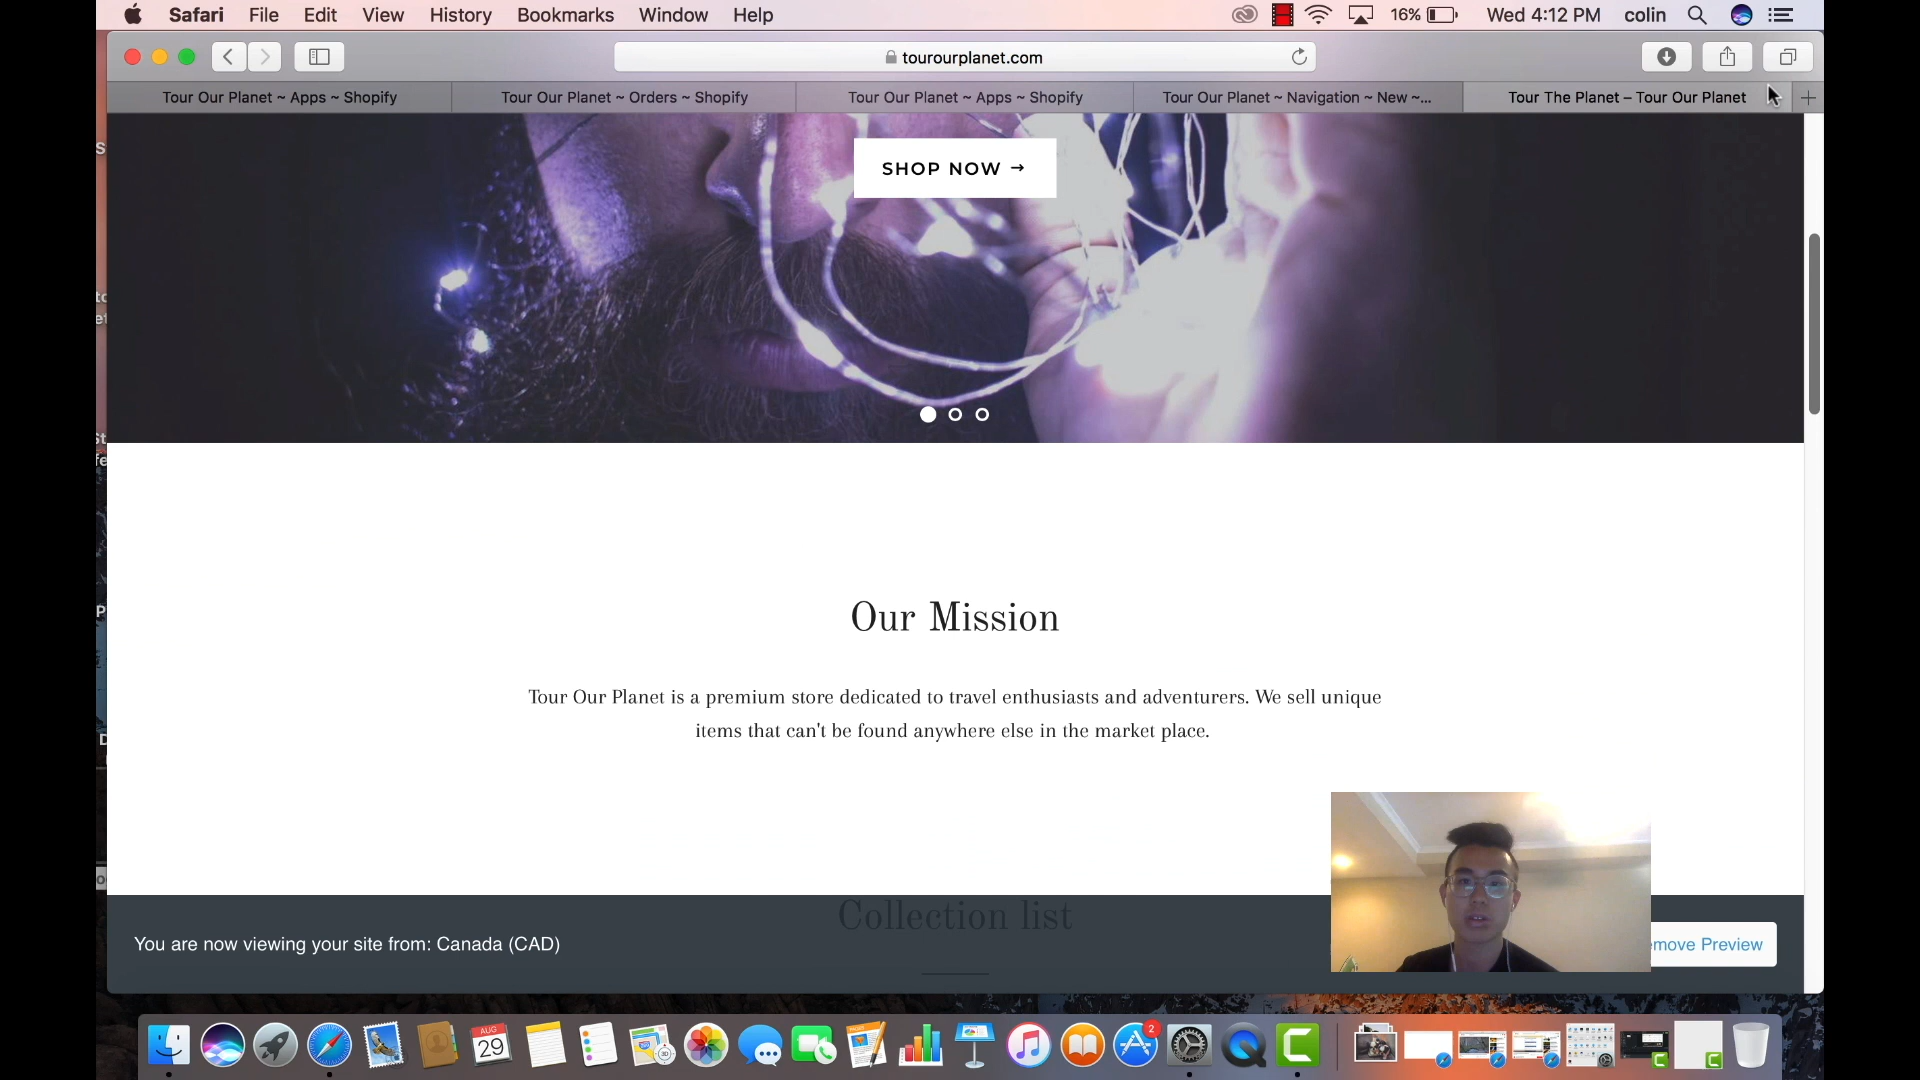 Safari File Edit View History Bookmarks Window Help 16% Wed 4:12 PM colin
tourourplanet.com
Tour Our Planet ~ Apps ~ Shopify
Tour Our Planet ~ Orders ~ Shopify
Tour Our Planet ~ Apps ~ Shopify
Tour Our Planet ~ Navigation ~ New ~...
Tour The Planet – Tour Our Planet
SHOP NOW →
Our Mission
Tour Our Planet is a premium store dedicated to travel enthusiasts and adventurers. We sell unique
items that can't be found anywhere else in the market place.
Collection list
You are now viewing your site from: Canada (CAD)
move Preview
AUG
29
2